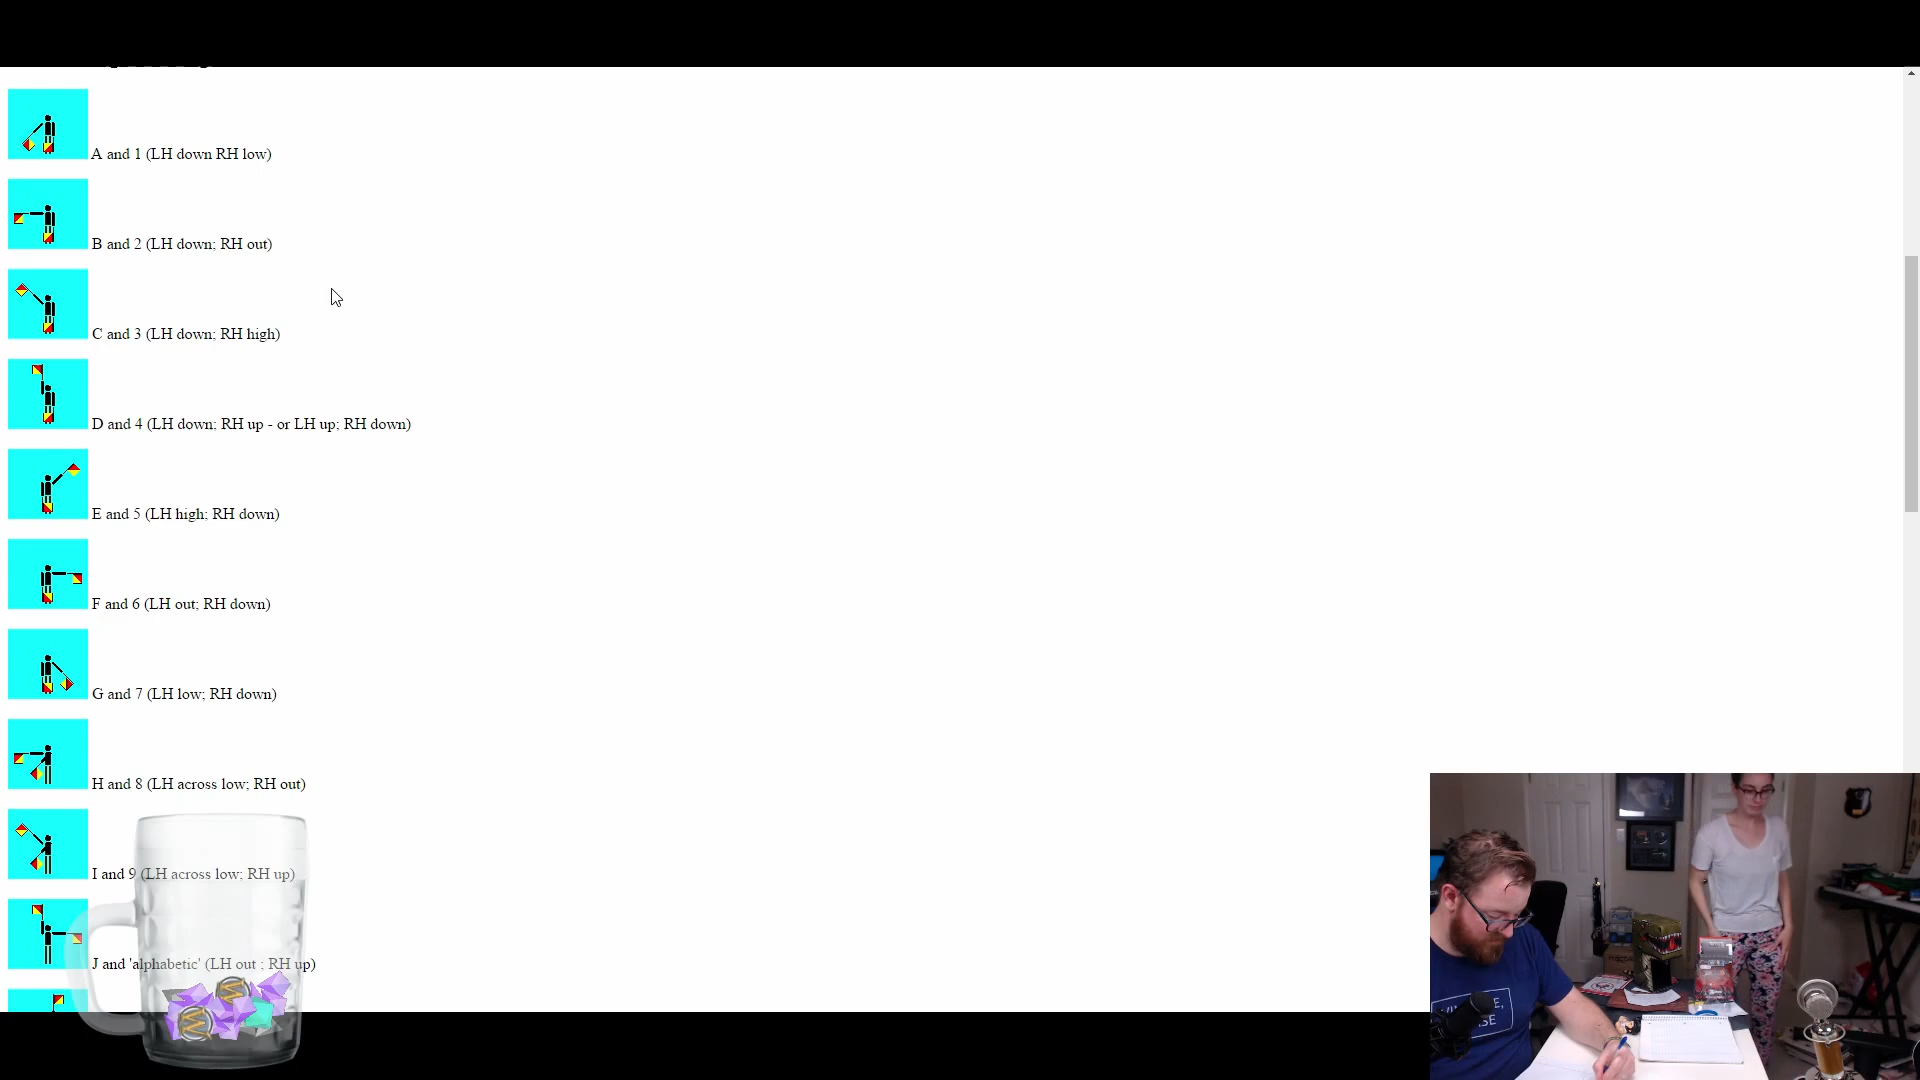 A and 1 (LH down RH low)
B and 2 (LH down; RH out)
C and 3 (LH down; RH high)
D and 4 (LH down; RH up - or LH up; RH down)
E and 5 (LH high; RH down)
F and 6 (LH out; RH down)
G and 7 (LH low; RH down)
H and 8 (LH across low; RH out)
I and 9 (LH across low; RH up)
J and 'alphabetic' (LH out ; RH up)